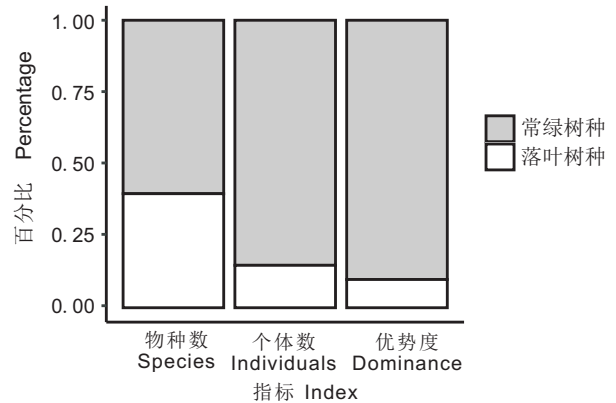 1. 00
0. 75
0. 50
0. 25
0. 00
百分比 Percentage
常绿树种
落叶树种
物种数 个体数 优势度
Species Individuals Dominance
指标 Index